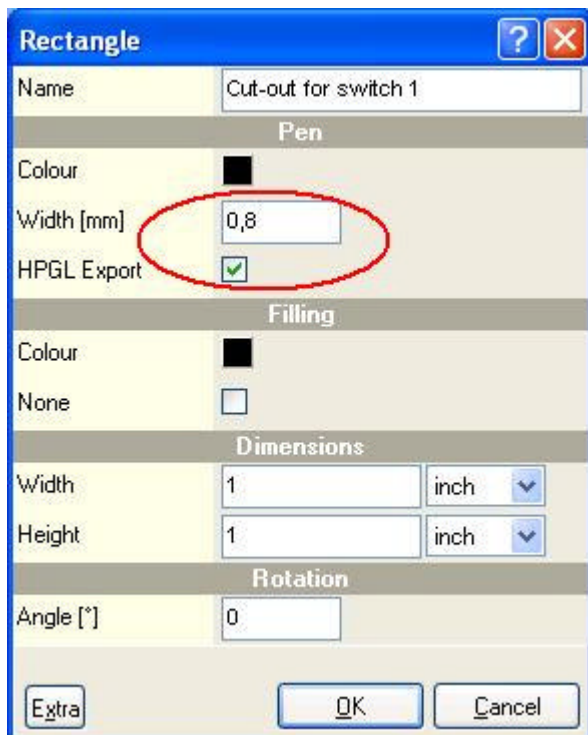 Rectangle ?
Name Cut-out for switch 1
Pen
Colour
Width [mm] 0,8
HPGL Export
Filling
Colour
None
Dimensions
Width 1 inch
Height 1 inch
Rotation
Angle [°] 0
Extra OK Cancel